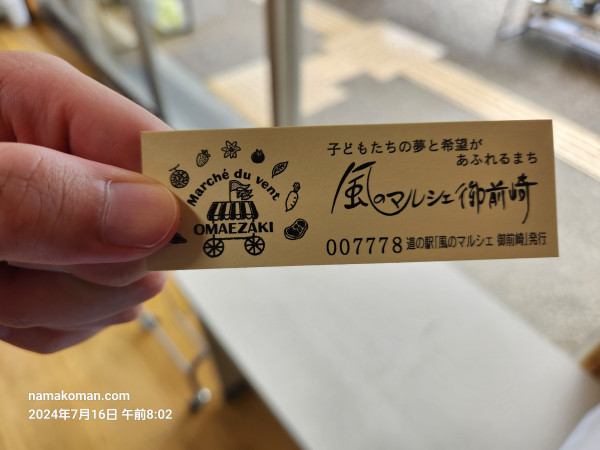 Marché du vent
OMAEZAKI
子どもたちの夢と希望が
あふれるまち
風のマルシェ御前崎
007778 道の駅「風のマルシェ 御前崎」発行
namakoman.com
2024年7月16日 午前8:02